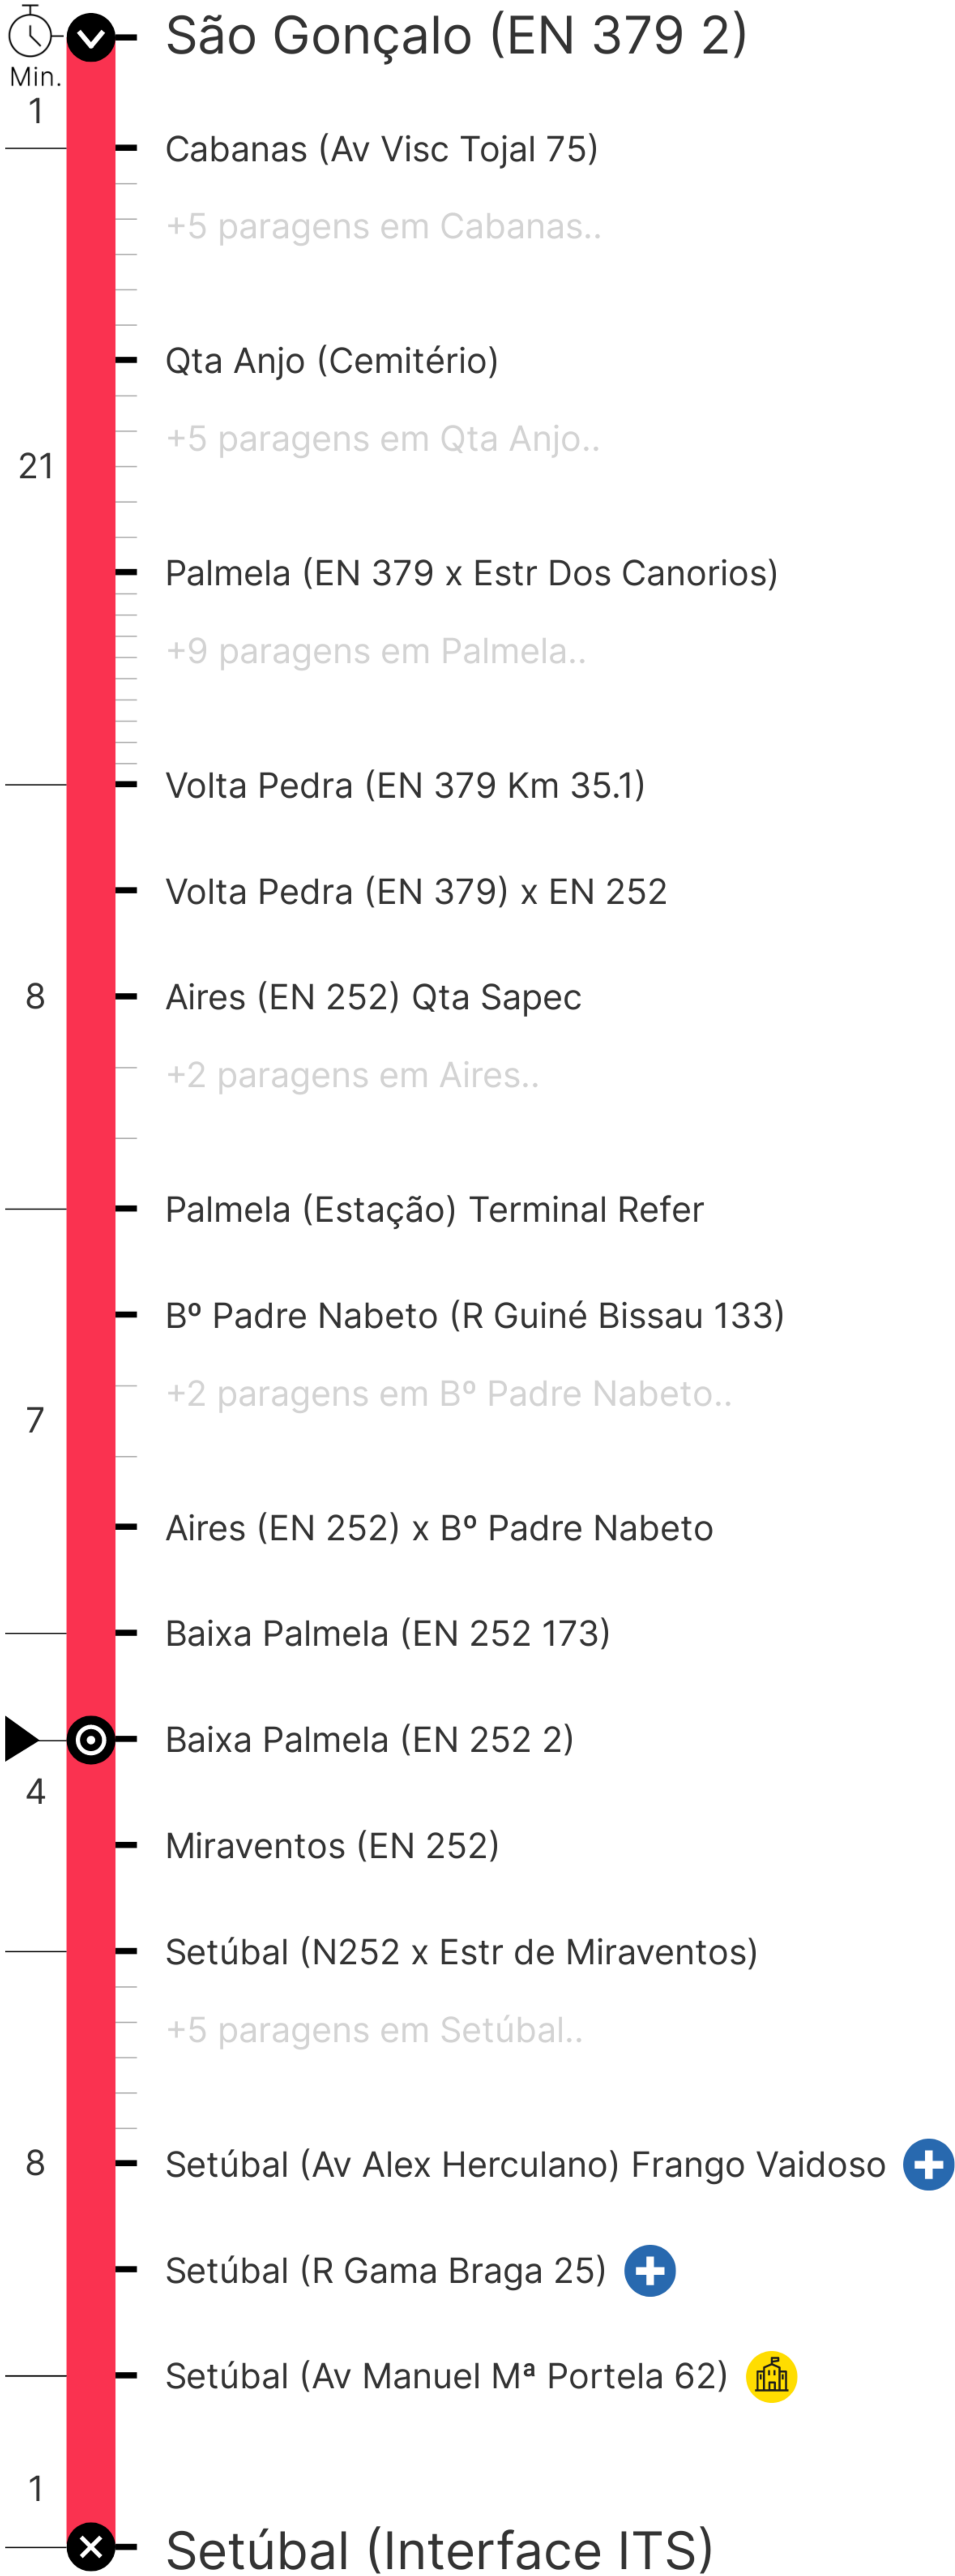 São Gonçalo (EN 379 2)
Min.
1
Cabanas (Av Visc Tojal 75)
+5 paragens em Cabanas..
Qta Anjo (Cemitério)
+5 paragens em Qta Anjo..
21
Palmela (EN 379 x Estr Dos Canorios)
+9 paragens em Palmela..
Volta Pedra (EN 379 Km 35.1)
Volta Pedra (EN 379) x EN 252
8
Aires (EN 252) Qta Sapec
+2 paragens em Aires..
Palmela (Estação) Terminal Refer
Bº Padre Nabeto (R Guiné Bissau 133)
+2 paragens em Bº Padre Nabeto..
7
Aires (EN 252) x Bº Padre Nabeto
Baixa Palmela (EN 252 173)
Baixa Palmela (EN 252 2)
4
Miraventos (EN 252)
Setúbal (N252 x Estr de Miraventos)
+5 paragens em Setúbal..
8
Setúbal (Av Alex Herculano) Frango Vaidoso
Setúbal (R Gama Braga 25)
Setúbal (Av Manuel Mª Portela 62)
1
Setúbal (Interface ITS)